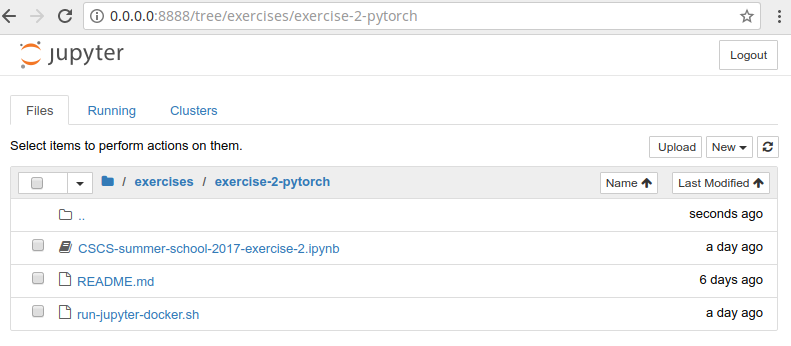 0.0.0.0:8888/tree/exercises/exercise-2-pytorch
jupyter
Logout
Files Running Clusters
Select items to perform actions on them.
Upload New
/ exercises / exercise-2-pytorch Name Last Modified
.. seconds ago
CSCS-summer-school-2017-exercise-2.ipynb a day ago
README.md 6 days ago
run-jupyter-docker.sh a day ago